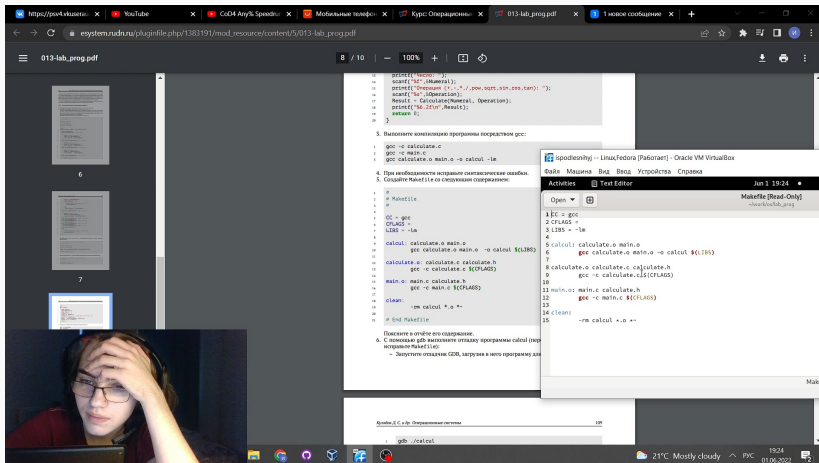 https://psv4.vkuserau
YouTube
CoD4 Any% Speedrun
Мобильные телефон
Курс: Операционны
013-lab_prog.pdf
1 новое сообщение
esystem.rudn.ru/pluginfile.php/1383191/mod_resource/content/5/013-lab_prog.pdf
013-lab_prog.pdf
8 / 10
100%
6
7
printf("Число: ");
scanf("%f",&Numeral);
printf("Операция (+,-,*,/,pow,sqrt,sin,cos,tan): ");
scanf("%s",&Operation);
Result = Calculate(Numeral, Operation);
printf("%6.2f\n",Result);
return 0;
}
3. Выполните компиляцию программы посредством gcc:
gcc -c calculate.c
gcc -c main.c
gcc calculate.o main.o -o calcul -lm
4. При необходимости исправьте синтаксические ошибки.
5. Создайте Makefile со следующим содержанием:
#
# Makefile
#
CC = gcc
CFLAGS =
LIBS = -lm
calcul: calculate.o main.o
gcc calculate.o main.o -o calcul $(LIBS)
calculate.o: calculate.c calculate.h
gcc -c calculate.c $(CFLAGS)
main.o: main.c calculate.h
gcc -c main.c $(CFLAGS)
clean:
-rm calcul *.o *~
# End Makefile
Поясните в отчёте его содержание.
6. С помощью gdb выполните отладку программы calcul (пер
исправьте Makefile):
– Запустите отладчик GDB, загрузив в него программу для
Кулябов Д. С. и др. Операционные системы
109
gdb ./calcul
ispodlesnihyj -- Linux,Fedora [Работает] - Oracle VM VirtualBox
Файл Машина Вид Ввод Устройства Справка
Activities
Text Editor
Jun 1 19:24
Open
Makefile [Read-Only]
~/work/os/lab_prog
1 CC = gcc
2 CFLAGS =
3 LIBS = -lm
4
5 calcul: calculate.o main.o
6 gcc calculate.o main.o -o calcul $(LIBS)
7
8 calculate.o calculate.c calculate.h
9 gcc -c calculate.c $(CFLAGS)
10
11 main.o: main.c calculate.h
12 gcc -c main.c $(CFLAGS)
13
14 clean:
15 -rm calcul *.o *~
Mak
21°C Mostly cloudy
РУС
19:24
01.06.2022